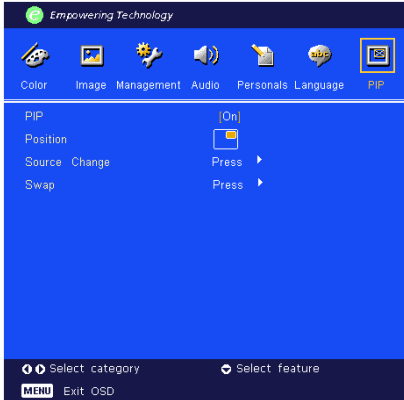 e Empowering Technology
abc
Color Image Management Audio Personals Language PIP
PIP [On]
Position
Source Change Press
Swap Press
Select category Select feature
MENU Exit OSD